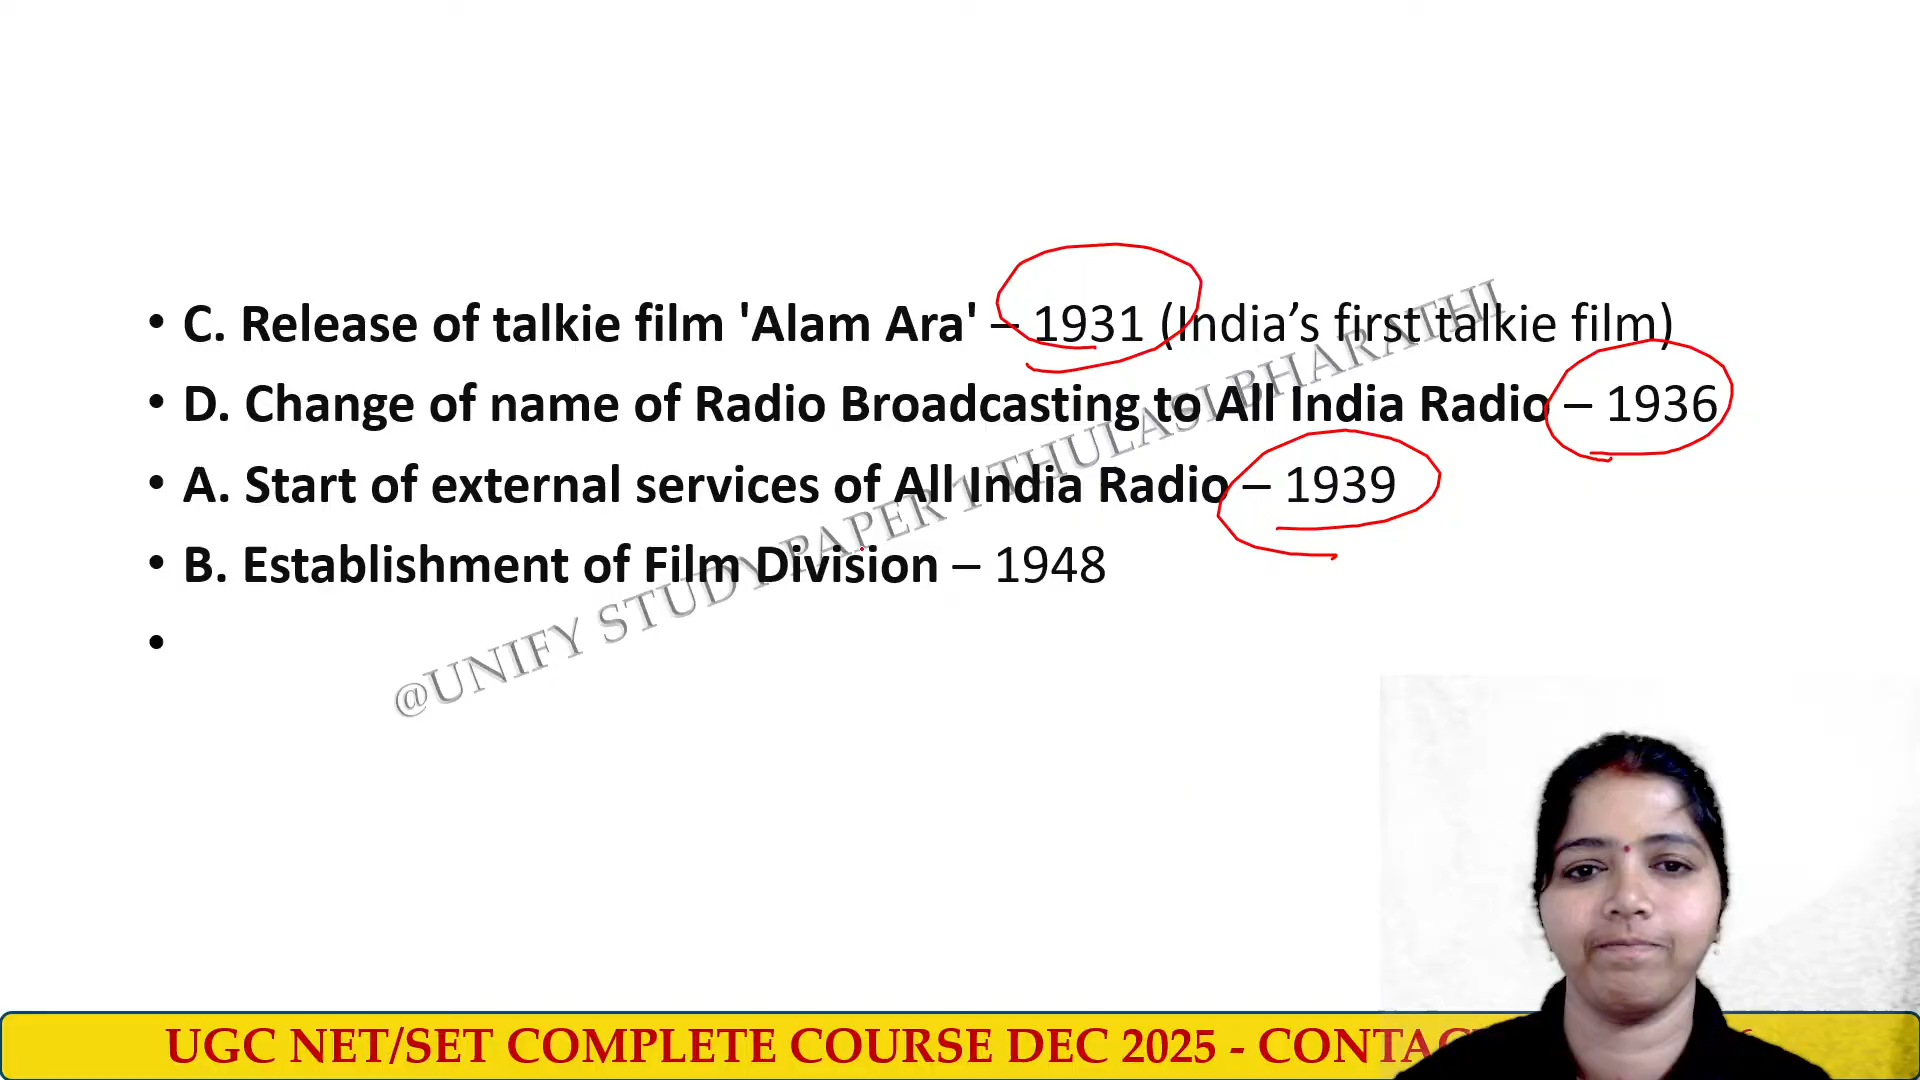 • C. Release of talkie film 'Alam Ara' – 1931 (India’s first talkie film)
• D. Change of name of Radio Broadcasting to All India Radio – 1936
• A. Start of external services of All India Radio – 1939
• B. Establishment of Film Division – 1948
•
@UNIFY STUDY PAPER 1 THULASI BHARATHI
UGC NET/SET COMPLETE COURSE DEC 2025 -